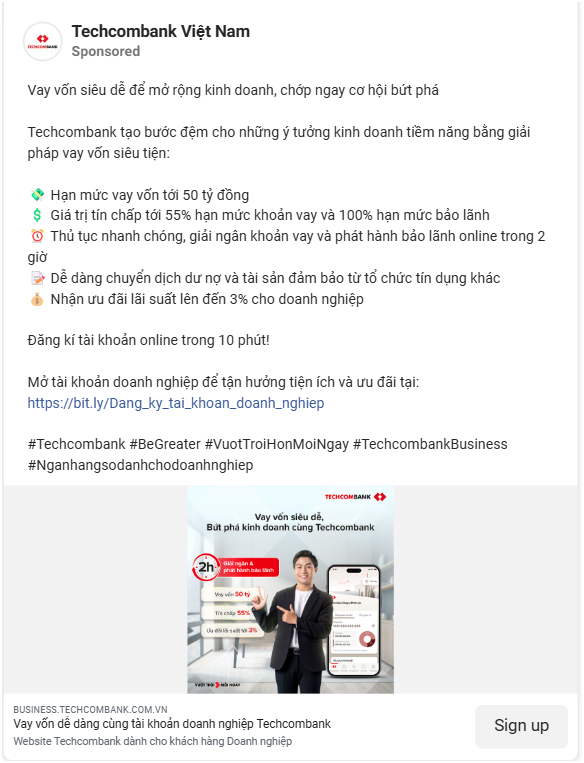 TECHCOMBANK
Techcombank Việt Nam
Sponsored
Vay vốn siêu dễ để mở rộng kinh doanh, chớp ngay cơ hội bứt phá
Techcombank tạo bước đệm cho những ý tưởng kinh doanh tiềm năng bằng giải
pháp vay vốn siêu tiện:
💸 Hạn mức vay vốn tới 50 tỷ đồng
💲 Giá trị tín chấp tới 55% hạn mức khoản vay và 100% hạn mức bảo lãnh
⏰ Thủ tục nhanh chóng, giải ngân khoản vay và phát hành bảo lãnh online trong 2
giờ
📝 Dễ dàng chuyển dịch dư nợ và tài sản đảm bảo từ tổ chức tín dụng khác
💰 Nhận ưu đãi lãi suất lên đến 3% cho doanh nghiệp
Đăng kí tài khoản online trong 10 phút!
Mở tài khoản doanh nghiệp để tận hưởng tiện ích và ưu đãi tại:
https://bit.ly/Dang_ky_tai_khoan_doanh_nghiep
#Techcombank #BeGreater #VuotTroiHonMoiNgay #TechcombankBusiness
#Nganhangsodanhchodoanhnghiep
TECHCOMBANK
Vay vốn siêu dễ,
Bứt phá kinh doanh cùng Techcombank
2h
Giải ngân &
phát hành bảo lãnh
Vay vốn 50 tỷ
Tín chấp 55%
Ưu đãi lãi suất tới 3%
VƯỢT TRỘI MỖI NGÀY
BUSINESS.TECHCOMBANK.COM.VN
Vay vốn dễ dàng cùng tài khoản doanh nghiệp Techcombank
Website Techcombank dành cho khách hàng Doanh nghiệp
Sign up